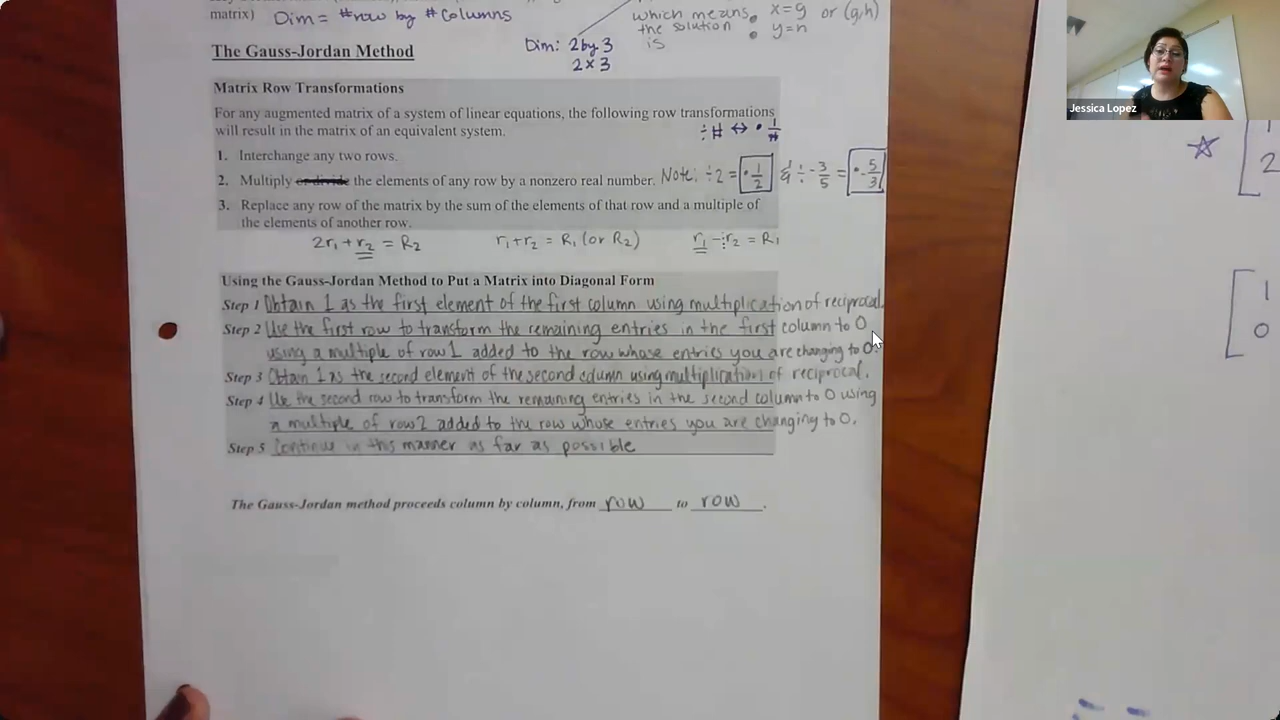 matrix) Dim = #row by # Columns
which means x=g or (g,h)
the solution y=h
is
The Gauss-Jordan Method
Dim: 2 by 3
2 x 3
Matrix Row Transformations
For any augmented matrix of a system of linear equations, the following row transformations
will result in the matrix of an equivalent system.
÷# ↔ · 1/#
1. Interchange any two rows.
2. Multiply or divide the elements of any row by a nonzero real number. Note: ÷2 = · 1/2 & ÷ -3/5 = · -5/3
3. Replace any row of the matrix by the sum of the elements of that row and a multiple of
the elements of another row.
2r₁ + r₂ = R₂ r₁+r₂ = R₁ (or R₂) r₁ - r₂ = R₁
Using the Gauss-Jordan Method to Put a Matrix into Diagonal Form
Step 1 Obtain 1 as the first element of the first column using multiplication of reciprocal.
Step 2 Use the first row to transform the remaining entries in the first column to 0
using a multiple of row 1 added to the row whose entries you are changing to 0.
Step 3 Obtain 1 as the second element of the second column using multiplication of reciprocal.
Step 4 Use the second row to transform the remaining entries in the second column to 0 using
a multiple of row 2 added to the row whose entries you are changing to 0.
Step 5 Continue in this manner as far as possible
The Gauss-Jordan method proceeds column by column, from row to row.
Jessica Lopez
1
2
1
0